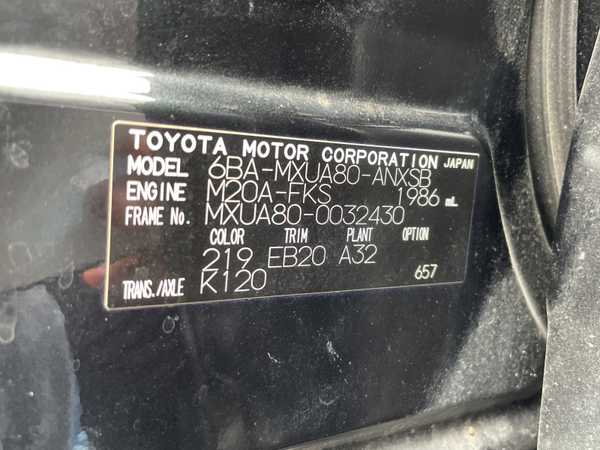 TOYOTA MOTOR CORPORATION JAPAN
MODEL 6BA-MXUA80-ANXSB
ENGINE M20A-FKS 1986 mL
FRAME No. MXUA80-0032430
COLOR TRIM PLANT OPTION
219 EB20 A32
TRANS./AXLE K120 657